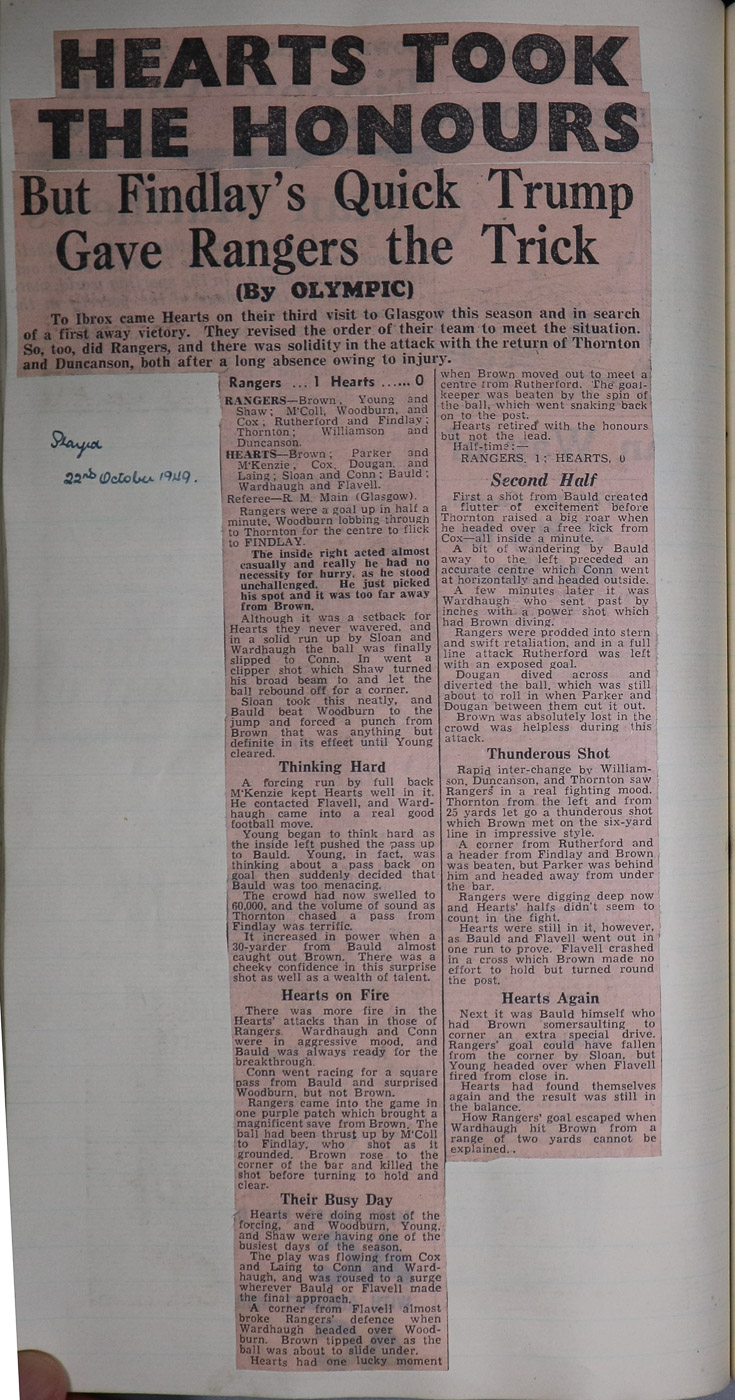 HEARTS TOOK
THE HONOURS
But Findlay's Quick Trump
Gave Rangers the Trick
(By OLYMPIC)
To Ibrox came Hearts on their third visit to Glasgow this season and in search
of a first away victory. They revised the order of their team to meet the situation.
So, too, did Rangers, and there was solidity in the attack with the return of Thornton
and Duncanson, both after a long absence owing to injury.
Played
22nd October 1949.
Rangers ... 1 Hearts ...... 0
RANGERS—Brown, Young and
Shaw; M'Coll, Woodburn, and
Cox; Rutherford and Findlay;
Thornton; Williamson and
Duncanson.
HEARTS—Brown; Parker and
M'Kenzie, Cox, Dougan, and
Laing; Sloan and Conn; Bauld;
Wardhaugh and Flavell.
Referee—R. M. Main (Glasgow).
Rangers were a goal up in half a
minute, Woodburn lobbing through
to Thornton for the centre to flick
to FINDLAY.
The inside right acted almost
casually and really he had no
necessity for hurry, as he stood
unchallenged. He just picked
his spot and it was too far away
from Brown.
Although it was a setback for
Hearts they never wavered, and
in a solid run up by Sloan and
Wardhaugh the ball was finally
slipped to Conn. In went a
clipper shot which Shaw turned
his broad beam to and let the
ball rebound off for a corner.
Sloan took this neatly, and
Bauld beat Woodburn to the
jump and forced a punch from
Brown that was anything but
definite in its effect until Young
cleared.
Thinking Hard
A forcing run by full back
M'Kenzie kept Hearts well in it.
He contacted Flavell, and Ward-
haugh came into a real good
football move.
Young began to think hard as
the inside left pushed the pass up
to Bauld. Young, in fact, was
thinking about a pass back on
goal then suddenly decided that
Bauld was too menacing.
The crowd had now swelled to
60,000, and the volume of sound as
Thornton chased a pass from
Findlay was terrific.
It increased in power when a
30-yarder from Bauld almost
caught out Brown. There was a
cheeky confidence in this surprise
shot as well as a wealth of talent.
Hearts on Fire
There was more fire in the
Hearts' attacks than in those of
Rangers. Wardhaugh and Conn
were in aggressive mood, and
Bauld was always ready for the
breakthrough.
Conn went racing for a square
pass from Bauld and surprised
Woodburn, but not Brown.
Rangers came into the game in
one purple patch which brought a
magnificent save from Brown. The
ball had been thrust up by M'Coll
to Findlay, who shot as it
grounded. Brown rose to the
corner of the bar and killed the
shot before turning to hold and
clear.
Their Busy Day
Hearts were doing most of the
forcing, and Woodburn, Young,
and Shaw were having one of the
busiest days of the season.
The play was flowing from Cox
and Laing to Conn and Ward-
haugh, and was roused to a surge
wherever Bauld or Flavell made
the final approach.
A corner from Flavell almost
broke Rangers' defence when
Wardhaugh headed over Wood-
burn. Brown tipped over as the
ball was about to slide under.
Hearts had one lucky moment
when Brown moved out to meet a
centre from Rutherford. The goal-
keeper was beaten by the spin of
the ball, which went snaking back
on to the post.
Hearts retired with the honours
but not the lead.
Half-time:—
RANGERS, 1; HEARTS, 0
Second Half
First a shot from Bauld created
a flutter of excitement before
Thornton raised a big roar when
he headed over a free kick from
Cox—all inside a minute.
A bit of wandering by Bauld
away to the left preceded an
accurate centre which Conn went
at horizontally and headed outside.
A few minutes later it was
Wardhaugh who sent past by
inches with a power shot which
had Brown diving.
Rangers were prodded into stern
and swift retaliation, and in a full
line attack Rutherford was left
with an exposed goal.
Dougan dived across and
diverted the ball, which was still
about to roll in when Parker and
Dougan between them cut it out.
Brown was absolutely lost in the
crowd was helpless during this
attack.
Thunderous Shot
Rapid inter-change by William-
son, Duncanson, and Thornton saw
Rangers in a real fighting mood.
Thornton from the left and from
25 yards let go a thunderous shot
which Brown met on the six-yard
line in impressive style.
A corner from Rutherford and
a header from Findlay and Brown
was beaten, but Parker was behind
him and headed away from under
the bar.
Rangers were digging deep now
and Hearts' halfs didn't seem to
count in the fight.
Hearts were still in it, however,
as Bauld and Flavell went out in
one run to prove. Flavell crashed
in a cross which Brown made no
effort to hold but turned round
the post.
Hearts Again
Next it was Bauld himself who
had Brown somersaulting to
corner an extra special drive.
Rangers' goal could have fallen
from the corner by Sloan, but
Young headed over when Flavell
fired from close in.
Hearts had found themselves
again and the result was still in
the balance.
How Rangers' goal escaped when
Wardhaugh hit Brown from a
range of two yards cannot be
explained..